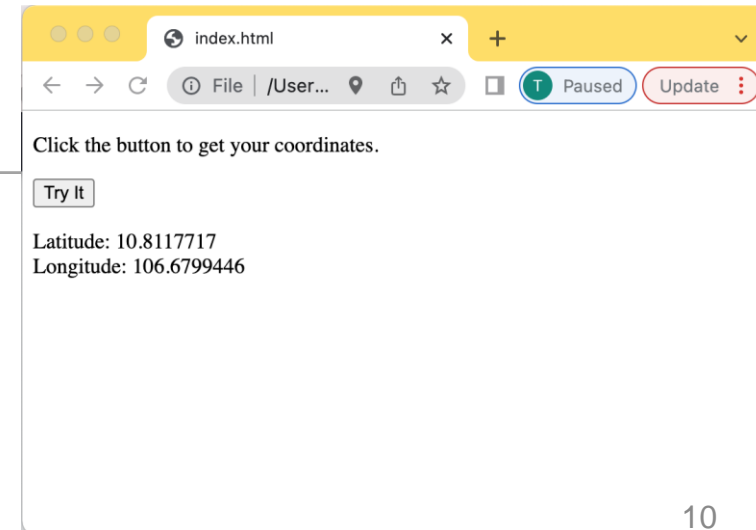 index.html
File | /User...
T Paused Update
Click the button to get your coordinates.
Try It
Latitude: 10.8117717
Longitude: 106.6799446
10